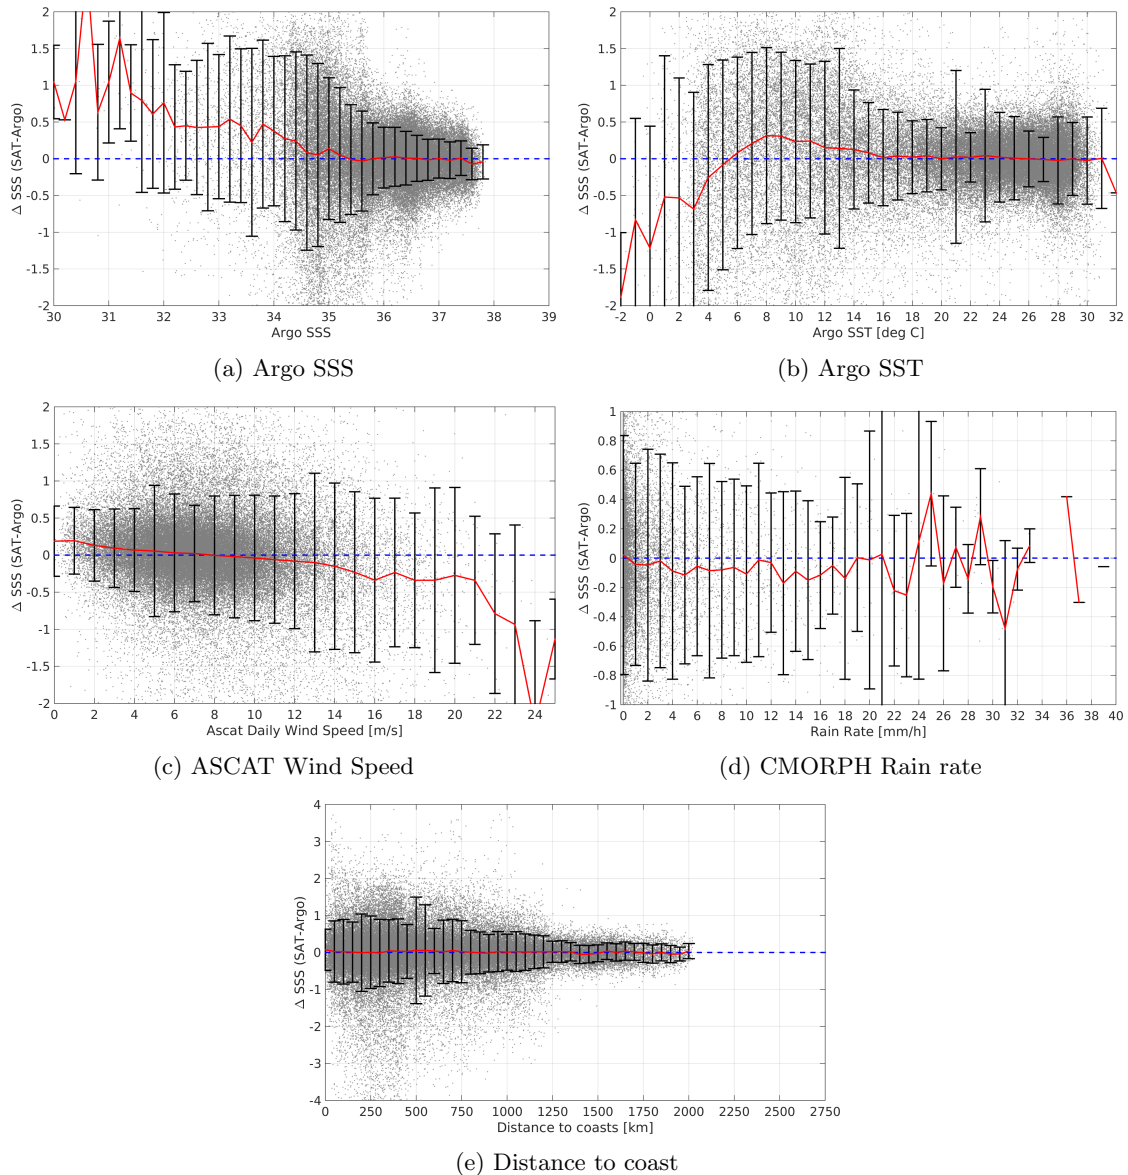 2
1.5
1
0.5
0
-0.5
-1
-1.5
-2
Δ SSS (SAT-Argo)
30 31 32 33 34 35 36 37 38 39
Argo SSS
(a) Argo SSS
2
1.5
1
0.5
0
-0.5
-1
-1.5
-2
Δ SSS (SAT-Argo)
-2 0 2 4 6 8 10 12 14 16 18 20 22 24 26 28 30 32
Argo SST [deg C]
(b) Argo SST
2
1.5
1
0.5
0
-0.5
-1
-1.5
-2
Δ SSS (SAT-Argo)
0 2 4 6 8 10 12 14 16 18 20 22 24
Ascat Daily Wind Speed [m/s]
(c) ASCAT Wind Speed
1
0.8
0.6
0.4
0.2
0
-0.2
-0.4
-0.6
-0.8
-1
Δ SSS (SAT-Argo)
0 2 4 6 8 10 12 14 16 18 20 22 24 26 28 30 32 34 36 38 40
Rain Rate [mm/h]
(d) CMORPH Rain rate
4
3
2
1
0
-1
-2
-3
-4
Δ SSS (SAT-Argo)
0 250 500 750 1000 1250 1500 1750 2000 2250 2500 2750
Distance to coasts [km]
(e) Distance to coast